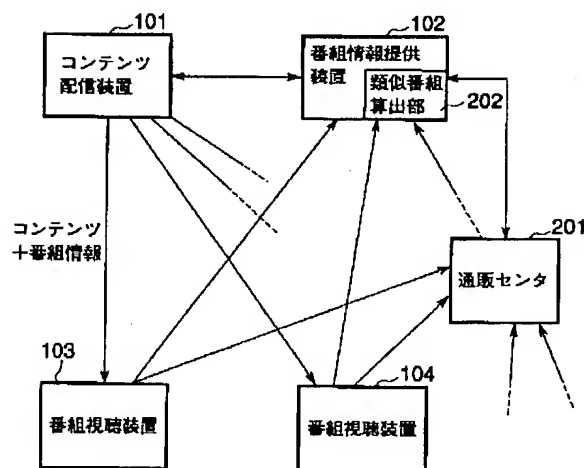 101
コンテンツ
配信装置
102
番組情報提供
装置
類似番組
算出部
202
コンテンツ
+番組情報
201
通販センタ
103
番組視聴装置
104
番組視聴装置